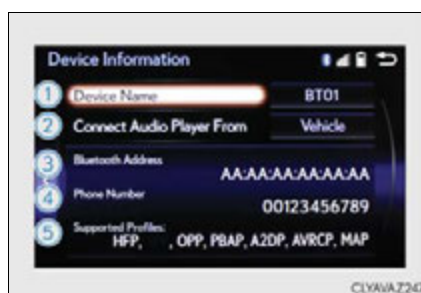 Device Information
1 Device Name BT01
2 Connect Audio Player From Vehicle
3 Bluetooth Address
AA:AA:AA:AA:AA:AA
4 Phone Number
00123456789
5 Supported Profiles:
HFP, , OPP, PBAP, A2DP, AVRCP, MAP
CLYAVAZ247